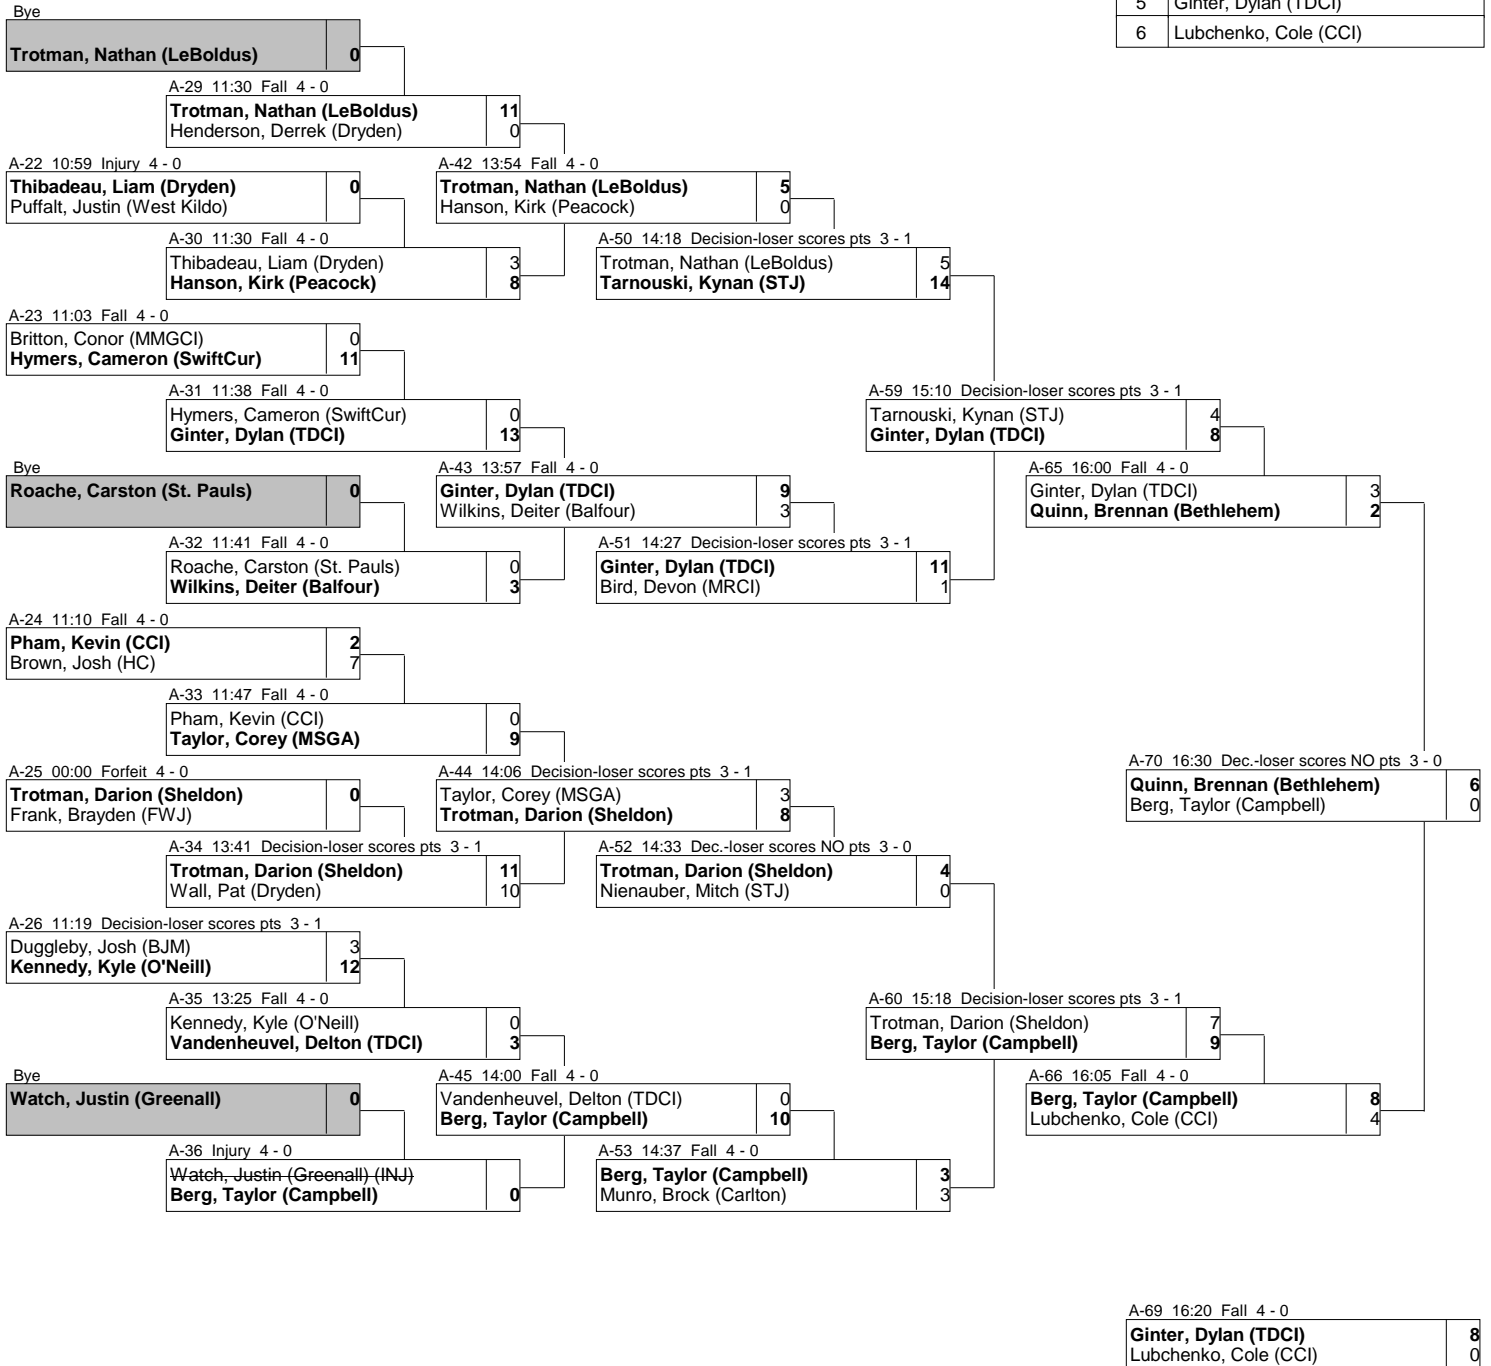 5 Ginter, Dylan (TDCI)
6 Lubchenko, Cole (CCI)
Bye
Trotman, Nathan (LeBoldus) 0
A-29 11:30 Fall 4 - 0
Trotman, Nathan (LeBoldus) 11
Henderson, Derrek (Dryden) 0
A-22 10:59 Injury 4 - 0
Thibadeau, Liam (Dryden) 0
Puffalt, Justin (West Kildo)
A-42 13:54 Fall 4 - 0
Trotman, Nathan (LeBoldus) 5
Hanson, Kirk (Peacock) 0
A-30 11:30 Fall 4 - 0
Thibadeau, Liam (Dryden) 3
Hanson, Kirk (Peacock) 8
A-50 14:18 Decision-loser scores pts 3 - 1
Trotman, Nathan (LeBoldus) 5
Tarnouski, Kynan (STJ) 14
A-23 11:03 Fall 4 - 0
Britton, Conor (MMGCI) 0
Hymers, Cameron (SwiftCur) 11
A-31 11:38 Fall 4 - 0
Hymers, Cameron (SwiftCur) 0
Ginter, Dylan (TDCI) 13
A-59 15:10 Decision-loser scores pts 3 - 1
Tarnouski, Kynan (STJ) 4
Ginter, Dylan (TDCI) 8
Bye
Roache, Carston (St. Pauls) 0
A-43 13:57 Fall 4 - 0
Ginter, Dylan (TDCI) 9
Wilkins, Deiter (Balfour) 3
A-65 16:00 Fall 4 - 0
Ginter, Dylan (TDCI) 3
Quinn, Brennan (Bethlehem) 2
A-32 11:41 Fall 4 - 0
Roache, Carston (St. Pauls) 0
Wilkins, Deiter (Balfour) 3
A-51 14:27 Decision-loser scores pts 3 - 1
Ginter, Dylan (TDCI) 11
Bird, Devon (MRCI) 1
A-24 11:10 Fall 4 - 0
Pham, Kevin (CCI) 2
Brown, Josh (HC) 7
A-33 11:47 Fall 4 - 0
Pham, Kevin (CCI) 0
Taylor, Corey (MSGA) 9
A-25 00:00 Forfeit 4 - 0
Trotman, Darion (Sheldon) 0
Frank, Brayden (FWJ)
A-44 14:06 Decision-loser scores pts 3 - 1
Taylor, Corey (MSGA) 3
Trotman, Darion (Sheldon) 8
A-70 16:30 Dec.-loser scores NO pts 3 - 0
Quinn, Brennan (Bethlehem) 6
Berg, Taylor (Campbell) 0
A-34 13:41 Decision-loser scores pts 3 - 1
Trotman, Darion (Sheldon) 11
Wall, Pat (Dryden) 10
A-52 14:33 Dec.-loser scores NO pts 3 - 0
Trotman, Darion (Sheldon) 4
Nienauber, Mitch (STJ) 0
A-26 11:19 Decision-loser scores pts 3 - 1
Duggleby, Josh (BJM) 3
Kennedy, Kyle (O'Neill) 12
A-35 13:25 Fall 4 - 0
Kennedy, Kyle (O'Neill) 0
Vandenheuvel, Delton (TDCI) 3
A-60 15:18 Decision-loser scores pts 3 - 1
Trotman, Darion (Sheldon) 7
Berg, Taylor (Campbell) 9
Bye
Watch, Justin (Greenall) 0
A-45 14:00 Fall 4 - 0
Vandenheuvel, Delton (TDCI) 0
Berg, Taylor (Campbell) 10
A-66 16:05 Fall 4 - 0
Berg, Taylor (Campbell) 8
Lubchenko, Cole (CCI) 4
A-36 Injury 4 - 0
Watch, Justin (Greenall) (INJ)
Berg, Taylor (Campbell) 0
A-53 14:37 Fall 4 - 0
Berg, Taylor (Campbell) 3
Munro, Brock (Carlton) 3
A-69 16:20 Fall 4 - 0
Ginter, Dylan (TDCI) 8
Lubchenko, Cole (CCI) 0